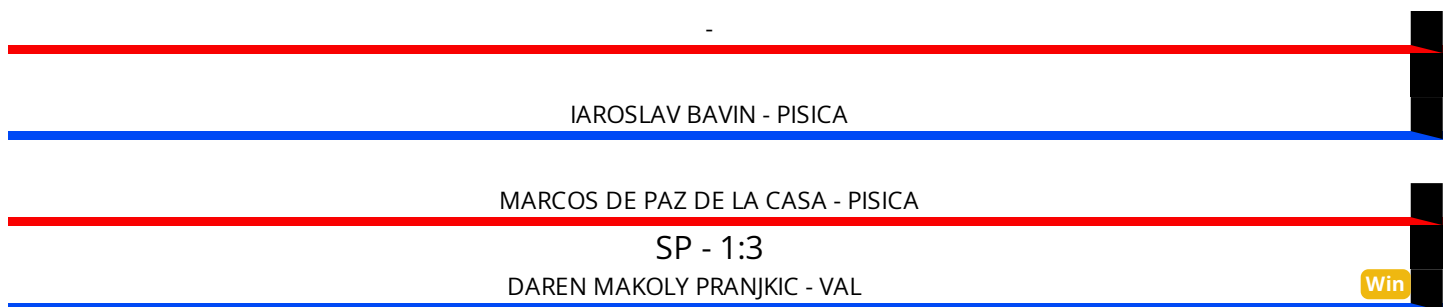 -
IAROSLAV BAVIN - PISICA
MARCOS DE PAZ DE LA CASA - PISICA
SP - 1:3
DAREN MAKOLY PRANJKIC - VAL
Win